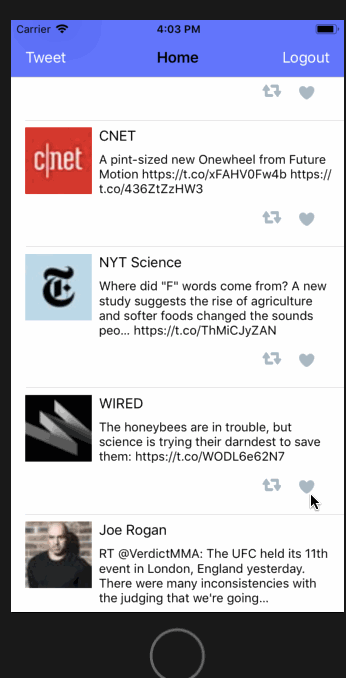 Carrier 4:03 PM
Tweet Home Logout
CNET
c|net
A pint-sized new Onewheel from Future
Motion https://t.co/xFAHV0Fw4b https://
t.co/436ZtZzHW3
NYT Science
Where did "F" words come from? A new
study suggests the rise of agriculture
and softer foods changed the sounds
peo... https://t.co/ThMiCJyZAN
WIRED
The honeybees are in trouble, but
science is trying their darndest to save
them: https://t.co/WODL6e62N7
Joe Rogan
RT @VerdictMMA: The UFC held its 11th
event in London, England yesterday.
There were many inconsistencies with
the judging that we're going...